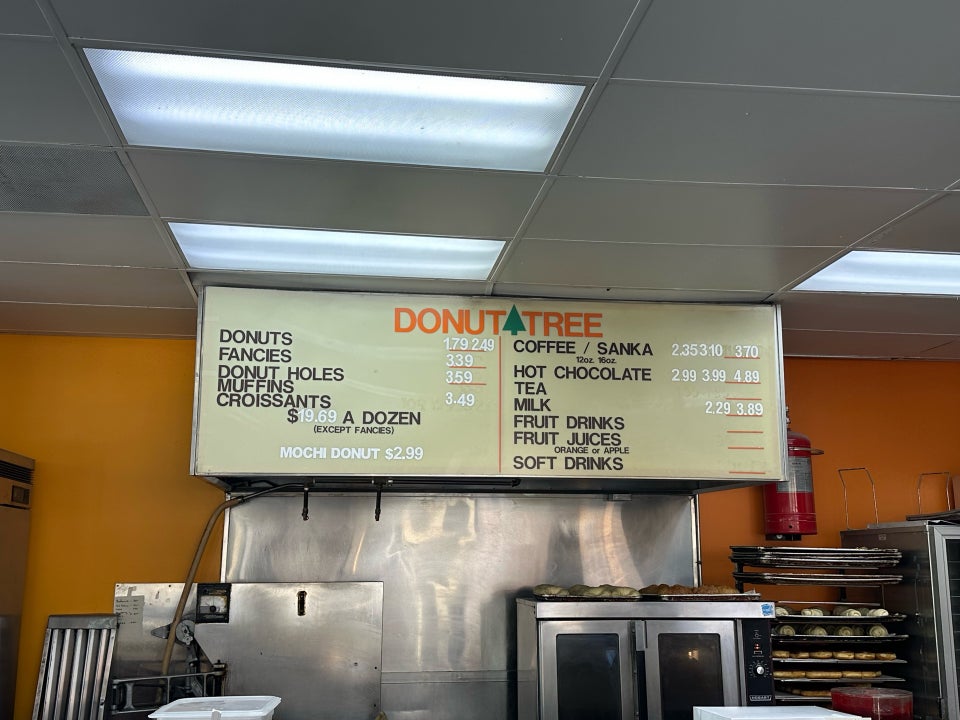 DONUT TREE
DONUTS 1.79 2.49
FANCIES 3.39
DONUT HOLES 3.59
MUFFINS
CROISSANTS 3.49
$19.69 A DOZEN
(EXCEPT FANCIES)
MOCHI DONUT $2.99
COFFEE / SANKA 2.35 3.10 3.70
12oz. 16oz.
HOT CHOCOLATE 2.99 3.99 4.89
TEA
MILK 2.29 3.89
FRUIT DRINKS
FRUIT JUICES
ORANGE or APPLE
SOFT DRINKS
HOBART